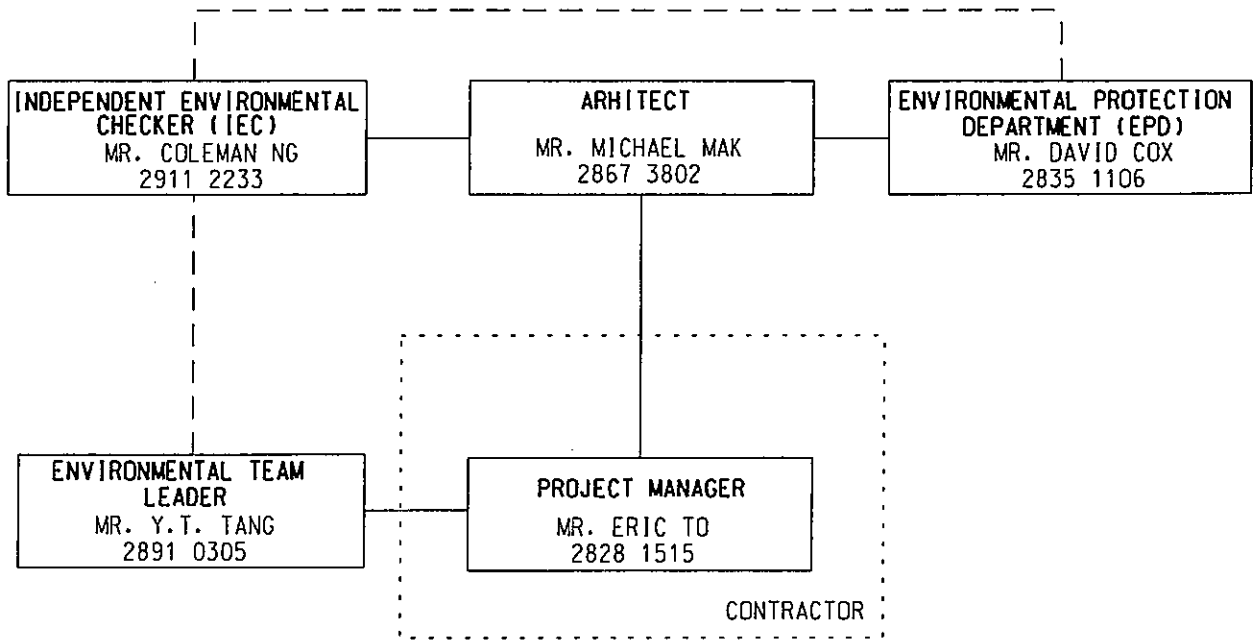 INDEPENDENT ENVIRONMENTAL
CHECKER (IEC)
MR. COLEMAN NG
2911 2233
ARHITECT
MR. MICHAEL MAK
2867 3802
ENVIRONMENTAL PROTECTION
DEPARTMENT (EPD)
MR. DAVID COX
2835 1106
ENVIRONMENTAL TEAM
LEADER
MR. Y.T. TANG
2891 0305
PROJECT MANAGER
MR. ERIC TO
2828 1515
CONTRACTOR